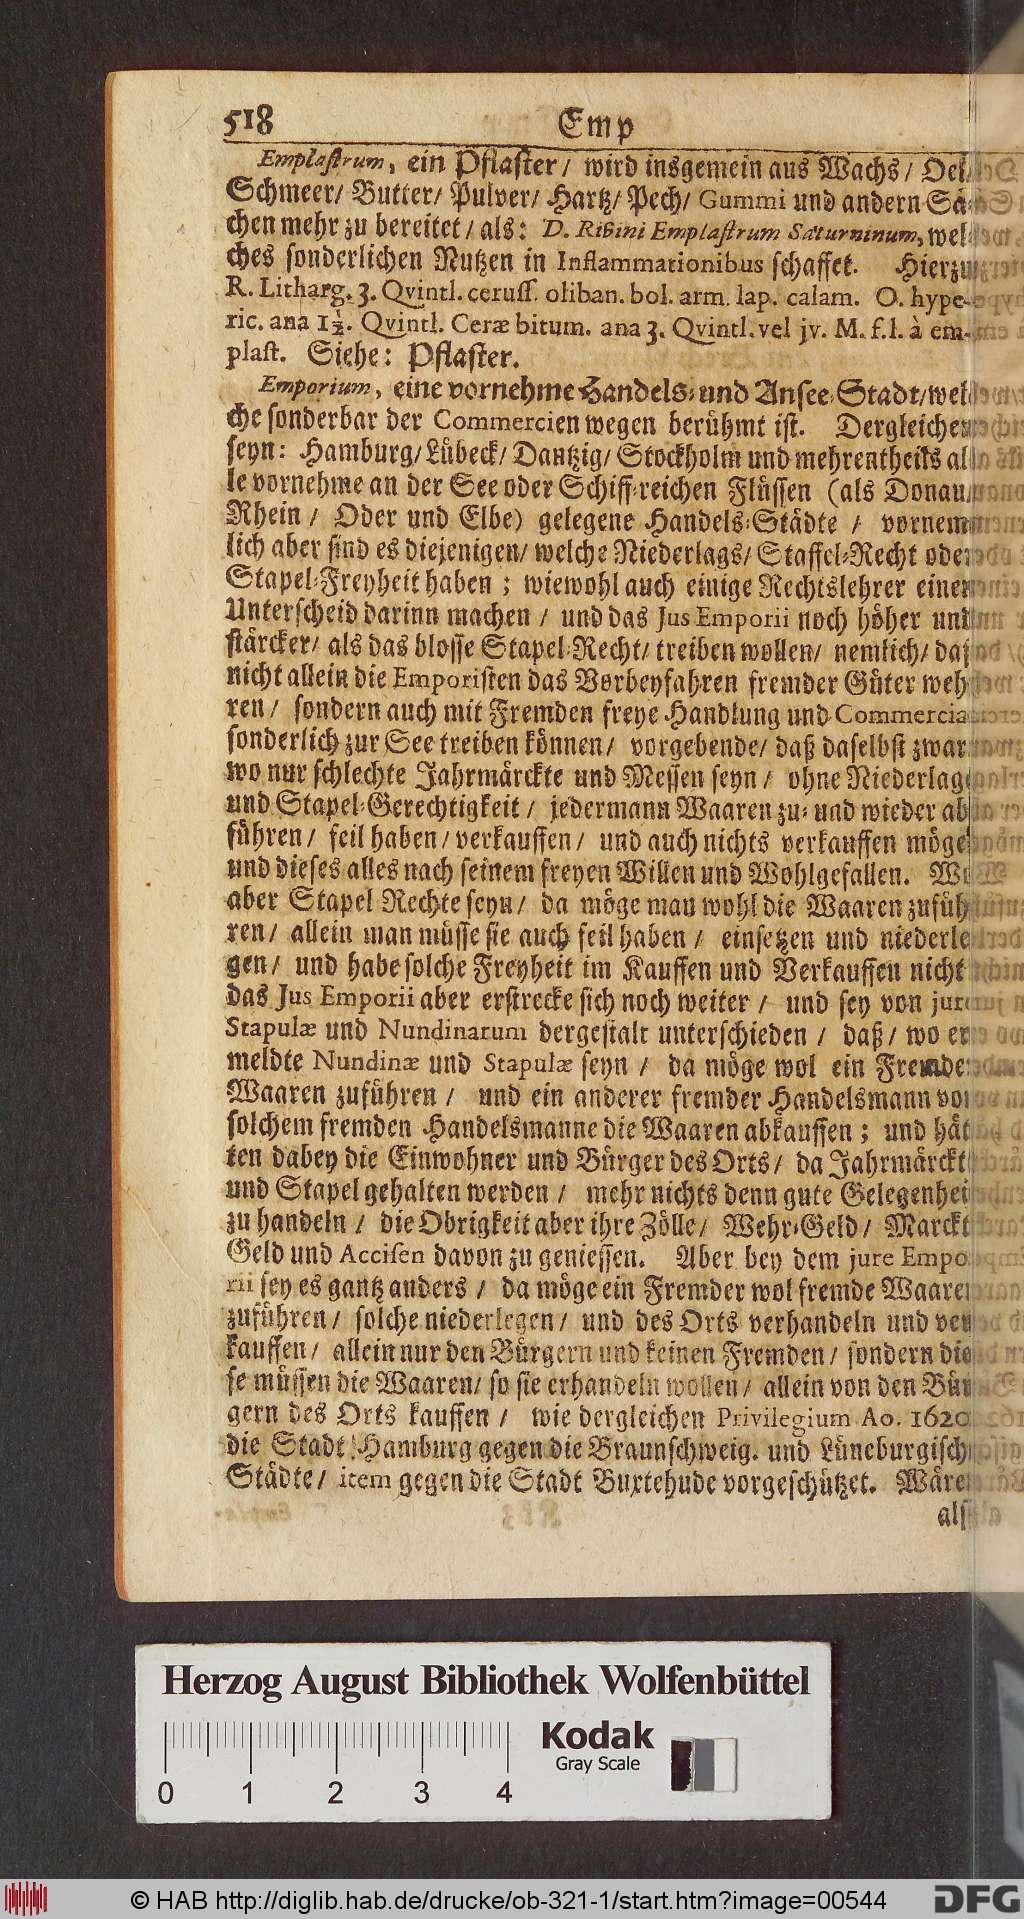 518 Emp
Emplastrum, ein Pflaster/ wird insgemein aus Wachs/ Oel/
Schmeer/ Butter/ Pulver/ Hartz/ Pech/ Gummi und andern Sa-
chen mehr zu bereitet/ als: D. Rivini Emplastrum Saturninum, wel-
ches sonderlichen Nutzen in Inflammationibus schaffet. Hierzu
R. Litharg. 3. Qvintl. ceruss. oliban. bol. arm. lap. calam. O. hype-
ric. ana 1½. Qvintl. Ceræ bitum. ana 3. Qvintl. vel jv. M. f. l. à em-
plast. Siehe: Pflaster.
Emporium, eine vornehme Handels- und Ansee-Stadt/ wel-
che sonderbar der Commercien wegen berühmt ist. Dergleichen
seyn: Hamburg/ Lübeck/ Dantzig/ Stockholm und mehrentheils al-
le vornehme an der See oder Schiff-reichen Flüssen (als Donau/
Rhein/ Oder und Elbe) gelegene Handels-Städte/ vornem-
lich aber sind es diejenigen/ welche Niederlags/ Staffel-Recht oder
Stapel-Freyheit haben; wiewohl auch einige Rechtslehrer einen
Unterscheid darinn machen/ und das Jus Emporii noch höher und
stärcker/ als das blosse Stapel-Recht/ treiben wollen/ nemlich/ daß
nicht allein die Emporisten das Vorbeyfahren fremder Güter weh-
ren/ sondern auch mit Fremden freye Handlung und Commercia
sonderlich zur See treiben können/ vorgebende/ daß daselbst zwar
wo nur schlechte Jahrmärckte und Messen seyn/ ohne Niederlag
und Stapel-Gerechtigkeit/ jedermann Waaren zu- und wieder ab
führen/ feil haben/ verkauffen/ und auch nichts verkauffen möge
und dieses alles nach seinem freyen Willen und Wohlgefallen. Wo
aber Stapel Rechte seyn/ da möge man wohl die Waaren zufüh-
ren/ allein man müsse sie auch feil haben/ einsetzen und niederle-
gen/ und habe solche Freyheit im Kauffen und Verkauffen nicht
das Jus Emporii aber erstrecke sich noch weiter/ und sey von jure
Stapulæ und Nundinarum dergestalt unterschieden/ daß/ wo er-
meldte Nundinæ und Stapulæ seyn/ da möge wol ein Fremder
Waaren zuführen/ und ein anderer fremder Handelsmann von
solchem fremden Handelsmanne die Waaren abkauffen; und hät-
ten dabey die Einwohner und Bürger des Orts/ da Jahrmärckt
und Stapel gehalten werden/ mehr nichts denn gute Gelegenheit
zu handeln/ die Obrigkeit aber ihre Zölle/ Wehr-Geld/ Marckt
Geld und Accisen davon zu geniessen. Aber bey dem jure Empo-
rii sey es gantz anders/ da möge ein Fremder wol fremde Waaren
zuführen/ solche niederlegen/ und des Orts verhandeln und ver-
kauffen/ allein nur den Bürgern und keinen Fremden/ sondern die-
se müssen die Waaren/ so sie erhandeln wollen/ allein von den Bür-
gern des Orts kauffen/ wie dergleichen Privilegium Ao. 1620
die Stadt Hamburg gegen die Braunschweig. und Lüneburgisch
Städte/ item gegen die Stadt Buxtehude vorgeschützet. Wären
als
Herzog August Bibliothek Wolfenbüttel
Kodak
Gray Scale
0 1 2 3 4
© HAB http://diglib.hab.de/drucke/ob-321-1/start.htm?image=00544
DFG